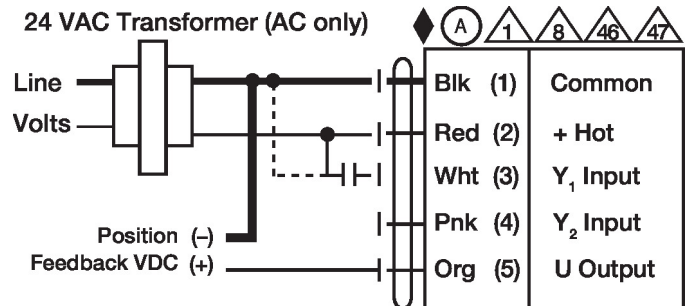 24 VAC Transformer (AC only)
A 1 8 46 47
Line
Volts
Blk (1) Common
Red (2) + Hot
Wht (3) Y1 Input
Pnk (4) Y2 Input
Position (–)
Feedback VDC (+)
Org (5) U Output